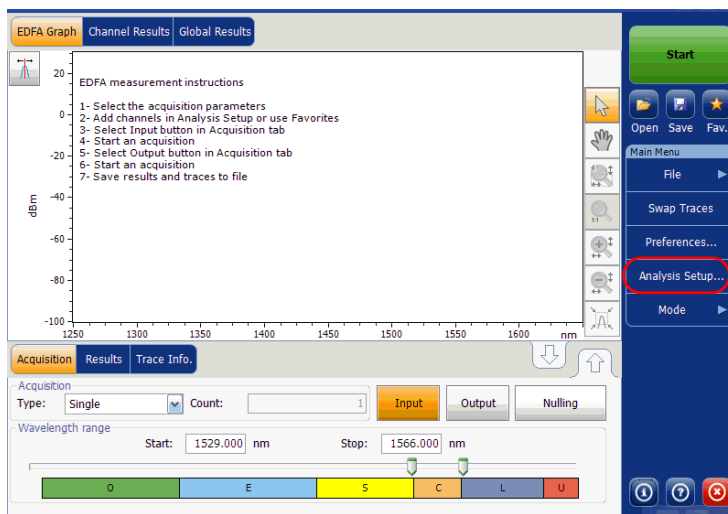 EDFA Graph Channel Results Global Results
EDFA measurement instructions
1- Select the acquisition parameters
2- Add channels in Analysis Setup or use Favorites
3- Select Input button in Acquisition tab
4- Start an acquisition
5- Select Output button in Acquisition tab
6- Start an acquisition
7- Save results and traces to file
20
0
-20
-40
-60
-80
-100
dBm
1250 1300 1350 1400 1450 1500 1550 1600 nm
1:1
Start
Open Save Fav.
Main Menu
File
Swap Traces
Preferences...
Analysis Setup...
Mode
Acquisition Results Trace Info.
Acquisition
Type: Single Count: 1 Input Output Nulling
Wavelength range
Start: 1529.000 nm Stop: 1566.000 nm
O E S C L U